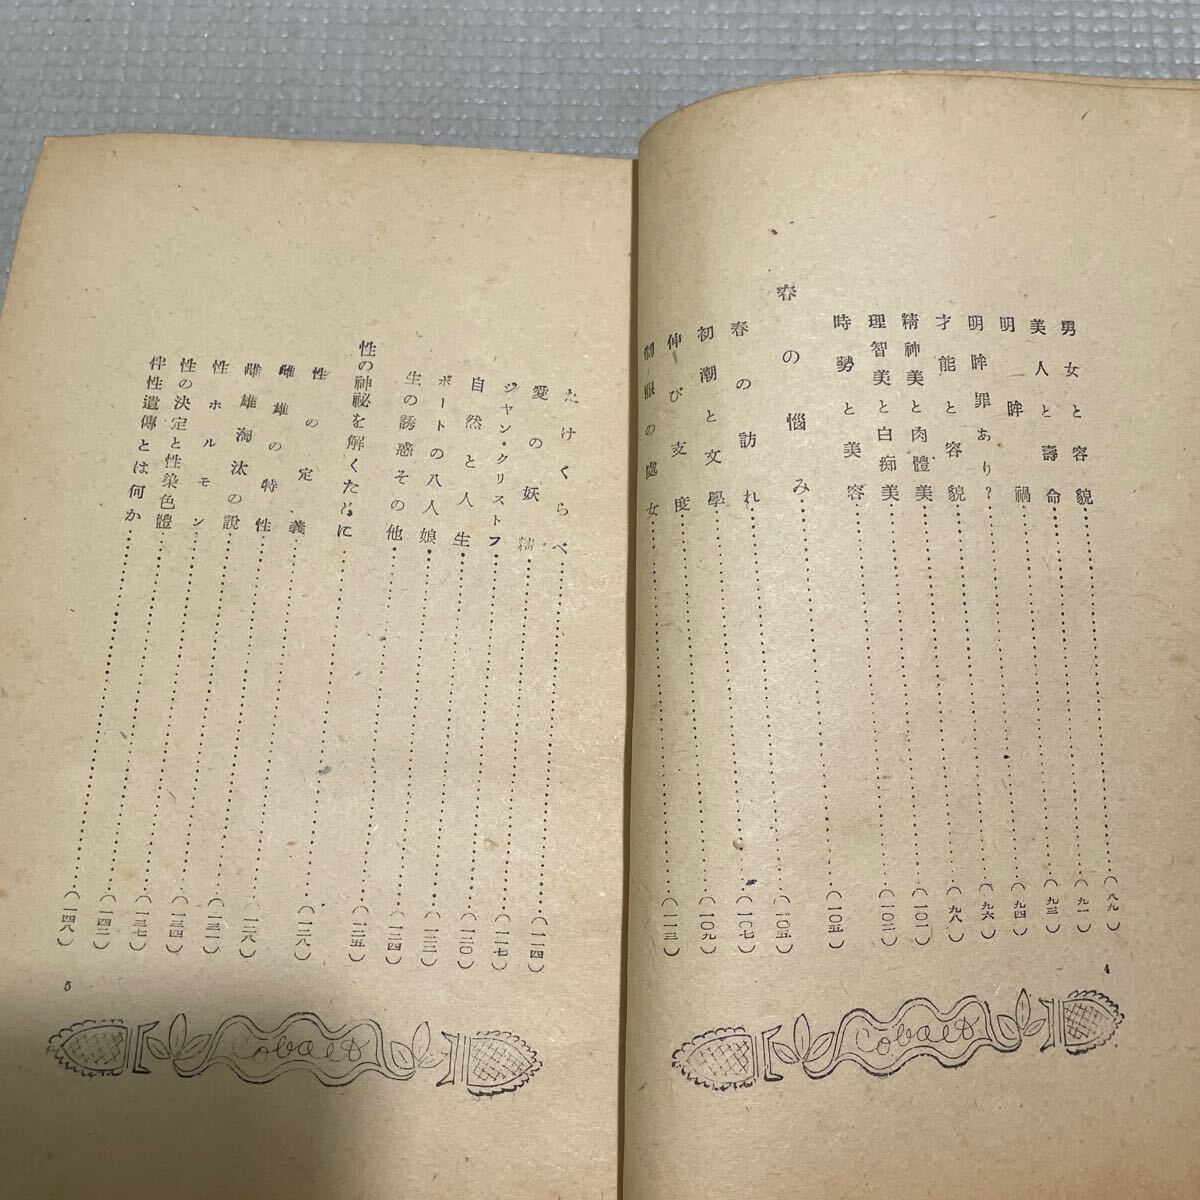 男女と容貌……(八九)
美人と壽命……(九一)
明眸禍……(九三)
明眸罪あり?……(九四)
才能と容貌……(九六)
精神美と肉體美……(九八)
理智美と白痴美……(一〇一)
時勢と美容……(一〇二)
春の惱み……(一〇五)
春の訪れ……(一〇五)
初潮と文學……(一〇七)
伸び支度……(一〇九)
制服の處女……(一一三)
4
Cobalt
たけくらべ……(一一四)
愛の妖精……(一一七)
ジャン・クリストフ……(一二〇)
自然と人生……(一二二)
ボートの八人娘……(一二四)
生の誘惑その他……(一二五)
性の神祕を解くために……(一二八)
性の定義……(一二八)
雌雄の特性……(一三一)
雌雄淘汰の說……(一三四)
性ホルモン……(一三七)
性の決定と性染色體……(一四二)
伴性遺傳とは何か……(一四八)
5
Cobalt